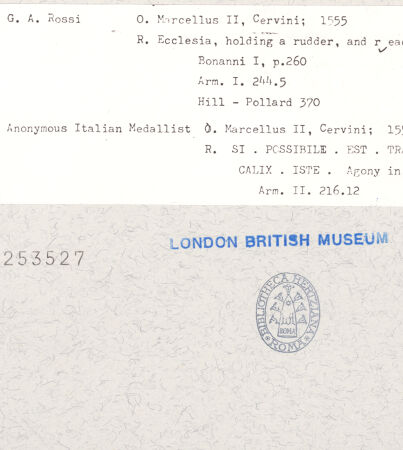 G. A. Rossi O. Marcellus II, Cervini; 1555
R. Ecclesia, holding a rudder, and
Bonanni I, p.260
Arm. I. 244.5
Hill - Pollard 370
Anonymous Italian Medallist O. Marcellus II, Cervini;
R. SI . POSSIBILE . EST .
CALIX . ISTE . Agony in
Arm. II. 216.12
LONDON BRITISH MUSEUM
253527
BIBLIOTHECA HERTZIANA
ROMA
ROMA